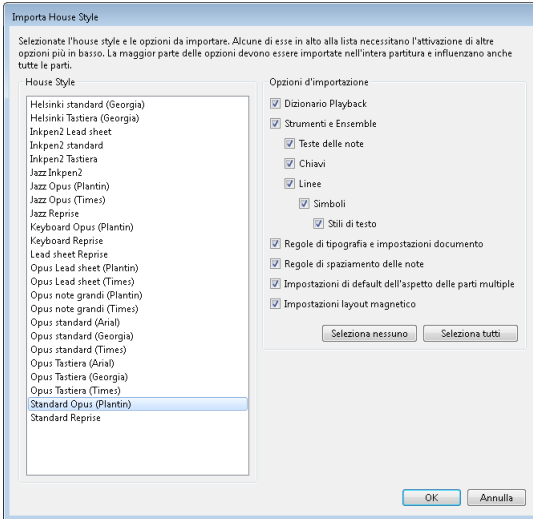 Importa House Style
Selezionate l'house style e le opzioni da importare. Alcune di esse in alto alla lista necessitano l'attivazione di altre
opzioni più in basso. La maggior parte delle opzioni devono essere importate nell'intera partitura e influenzano anche
tutte le parti.
House Style
Helsinki standard (Georgia)
Helsinki Tastiera (Georgia)
Inkpen2 Lead sheet
Inkpen2 standard
Inkpen2 Tastiera
Jazz Inkpen2
Jazz Opus (Plantin)
Jazz Opus (Times)
Jazz Reprise
Keyboard Opus (Plantin)
Keyboard Reprise
Lead sheet Reprise
Opus Lead sheet (Plantin)
Opus Lead sheet (Times)
Opus note grandi (Plantin)
Opus note grandi (Times)
Opus standard (Arial)
Opus standard (Georgia)
Opus standard (Times)
Opus Tastiera (Arial)
Opus Tastiera (Georgia)
Opus Tastiera (Times)
Standard Opus (Plantin)
Standard Reprise
Opzioni d'importazione
Dizionario Playback
Strumenti e Ensemble
Teste delle note
Chiavi
Linee
Simboli
Stili di testo
Regole di tipografia e impostazioni documento
Regole di spaziamento delle note
Impostazioni di default dell'aspetto delle parti multiple
Impostazioni layout magnetico
Seleziona nessuno
Seleziona tutti
OK
Annulla